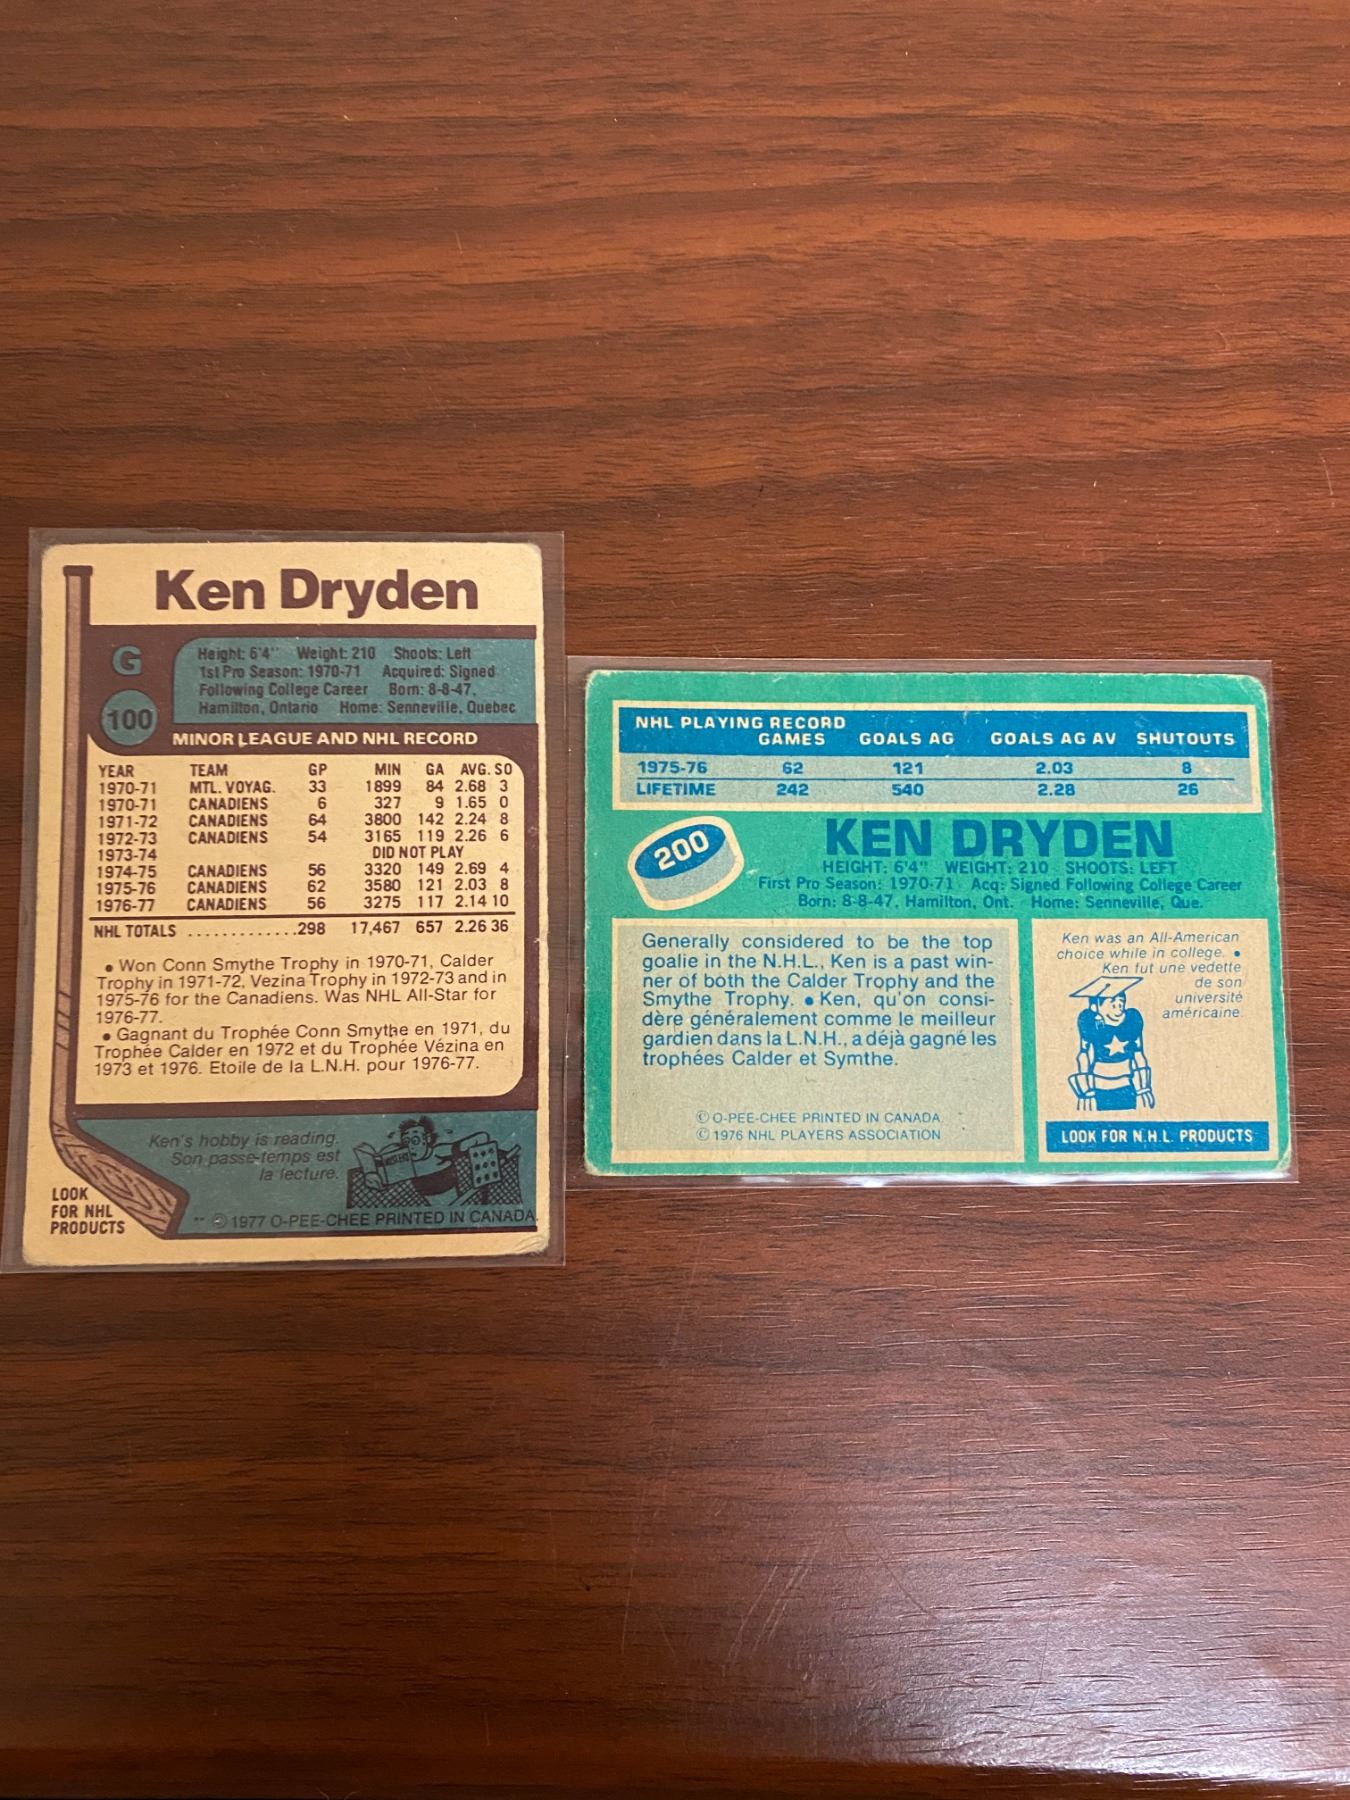 Ken Dryden
G
100
Height: 6'4" Weight: 210 Shoots: Left
1st Pro Season: 1970-71 Acquired: Signed
Following College Career Born: 8-8-47,
Hamilton, Ontario Home: Senneville, Quebec
MINOR LEAGUE AND NHL RECORD
YEAR TEAM GP MIN GA AVG. SO
1970-71 MTL. VOYAG. 33 1899 84 2.68 3
1970-71 CANADIENS 6 327 9 1.65 0
1971-72 CANADIENS 64 3800 142 2.24 8
1972-73 CANADIENS 54 3165 119 2.26 6
1973-74 DID NOT PLAY
1974-75 CANADIENS 56 3320 149 2.69 4
1975-76 CANADIENS 62 3580 121 2.03 8
1976-77 CANADIENS 56 3275 117 2.14 10
NHL TOTALS .............298 17,467 657 2.26 36
• Won Conn Smythe Trophy in 1970-71, Calder
Trophy in 1971-72, Vezina Trophy in 1972-73 and in
1975-76 for the Canadiens. Was NHL All-Star for
1976-77.
• Gagnant du Trophée Conn Smythe en 1971, du
Trophée Calder en 1972 et du Trophée Vézina en
1973 et 1976. Etoile de la L.N.H. pour 1976-77.
Ken's hobby is reading.
Son passe-temps est
la lecture.
LOOK
FOR NHL
PRODUCTS
** © 1977 O-PEE-CHEE PRINTED IN CANADA
NHL PLAYING RECORD
GAMES GOALS AG GOALS AG AV SHUTOUTS
1975-76 62 121 2.03 8
LIFETIME 242 540 2.28 26
200
KEN DRYDEN
HEIGHT: 6'4" WEIGHT: 210 SHOOTS: LEFT
First Pro Season: 1970-71 Acq: Signed Following College Career
Born: 8-8-47, Hamilton, Ont. Home: Senneville, Que.
Generally considered to be the top
goalie in the N.H.L., Ken is a past win-
ner of both the Calder Trophy and the
Smythe Trophy. • Ken, qu'on consi-
dère généralement comme le meilleur
gardien dans la L.N.H., a déjà gagné les
trophées Calder et Symthe.
© O-PEE-CHEE PRINTED IN CANADA
© 1976 NHL PLAYERS ASSOCIATION
Ken was an All-American
choice while in college. •
Ken fut une vedette
de son
université
américaine.
LOOK FOR N.H.L. PRODUCTS